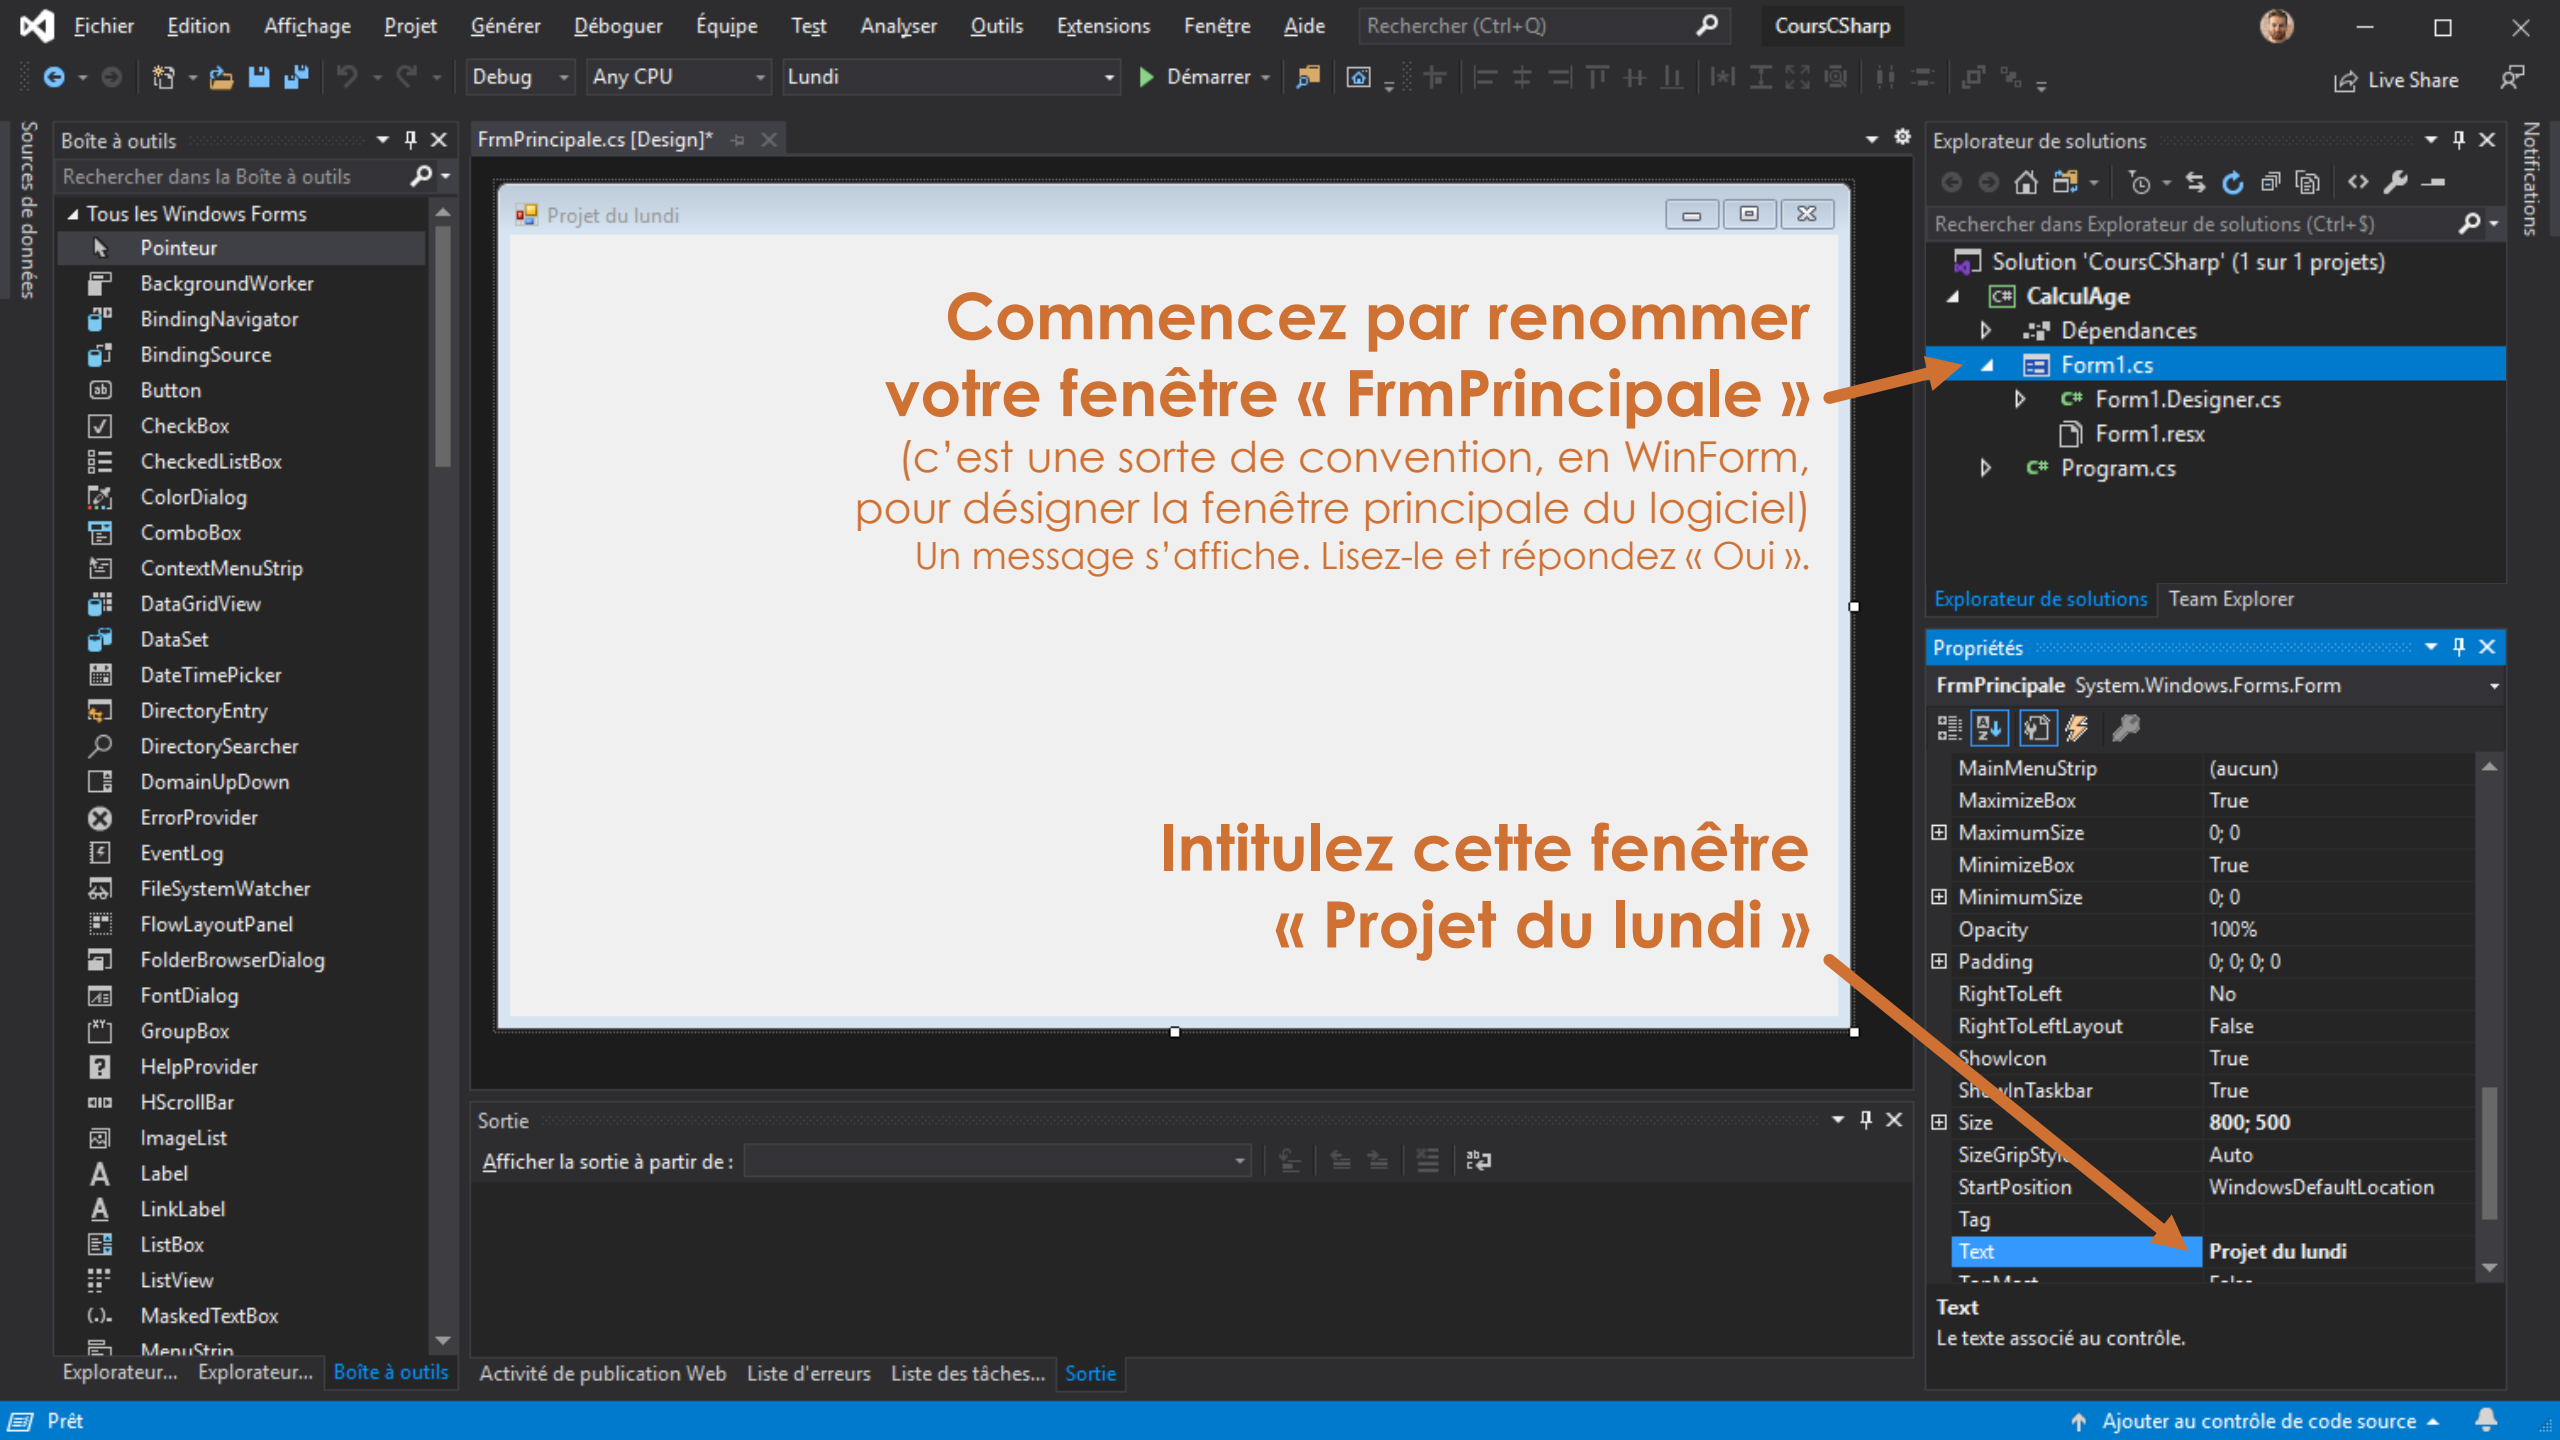 Fichier Edition Affichage Projet Générer Déboguer Équipe Test Analyser Outils Extensions Fenêtre Aide Rechercher (Ctrl+Q) CoursCSharp
Debug Any CPU Lundi Démarrer Live Share
Sources de données
Boîte à outils
Rechercher dans la Boîte à outils
Tous les Windows Forms
Pointeur
BackgroundWorker
BindingNavigator
BindingSource
Button
CheckBox
CheckedListBox
ColorDialog
ComboBox
ContextMenuStrip
DataGridView
DataSet
DateTimePicker
DirectoryEntry
DirectorySearcher
DomainUpDown
ErrorProvider
EventLog
FileSystemWatcher
FlowLayoutPanel
FolderBrowserDialog
FontDialog
GroupBox
HelpProvider
HScrollBar
ImageList
Label
LinkLabel
ListBox
ListView
MaskedTextBox
MenuStrip
Explorateur... Explorateur... Boîte à outils
FrmPrincipale.cs [Design]*
Projet du lundi
Commencez par renommer
votre fenêtre « FrmPrincipale »
(c’est une sorte de convention, en WinForm,
pour désigner la fenêtre principale du logiciel)
Un message s’affiche. Lisez-le et répondez « Oui ».
Intitulez cette fenêtre
« Projet du lundi »
Sortie
Afficher la sortie à partir de :
Activité de publication Web Liste d'erreurs Liste des tâches... Sortie
Explorateur de solutions
Rechercher dans Explorateur de solutions (Ctrl+$)
Solution 'CoursCSharp' (1 sur 1 projets)
C# CalculAge
Dépendances
Form1.cs
C# Form1.Designer.cs
Form1.resx
C# Program.cs
Explorateur de solutions Team Explorer
Propriétés
FrmPrincipale System.Windows.Forms.Form
MainMenuStrip (aucun)
MaximizeBox True
MaximumSize 0; 0
MinimizeBox True
MinimumSize 0; 0
Opacity 100%
Padding 0; 0; 0; 0
RightToLeft No
RightToLeftLayout False
ShowIcon True
ShowInTaskbar True
Size 800; 500
SizeGripStyle Auto
StartPosition WindowsDefaultLocation
Tag
Text Projet du lundi
TopMost False
Text
Le texte associé au contrôle.
Notifications
Prêt Ajouter au contrôle de code source